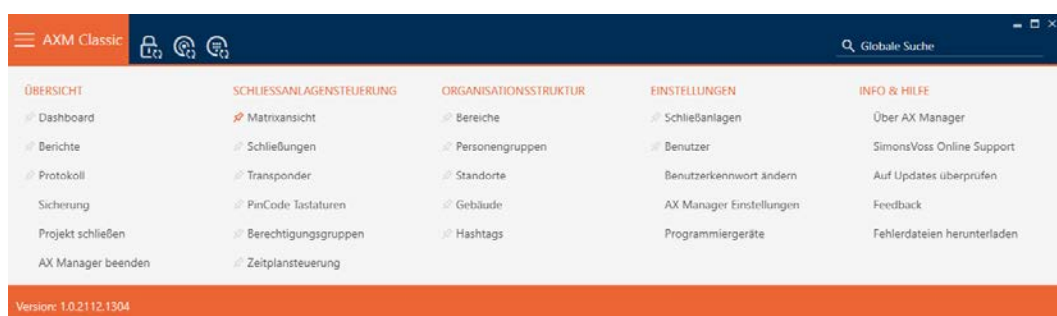 AXM Classic
Globale Suche
ÜBERSICHT
Dashboard
Berichte
Protokoll
Sicherung
Projekt schließen
AX Manager beenden
SCHLIESSANLAGENSTEUERUNG
Matrixansicht
Schließungen
Transponder
PinCode Tastaturen
Berechtigungsgruppen
Zeitplansteuerung
ORGANISATIONSSTRUKTUR
Bereiche
Personengruppen
Standorte
Gebäude
Hashtags
EINSTELLUNGEN
Schließanlagen
Benutzer
Benutzerkennwort ändern
AX Manager Einstellungen
Programmiergeräte
INFO & HILFE
Über AX Manager
SimonsVoss Online Support
Auf Updates überprüfen
Feedback
Fehlerdateien herunterladen
Version: 1.0.2112.1304